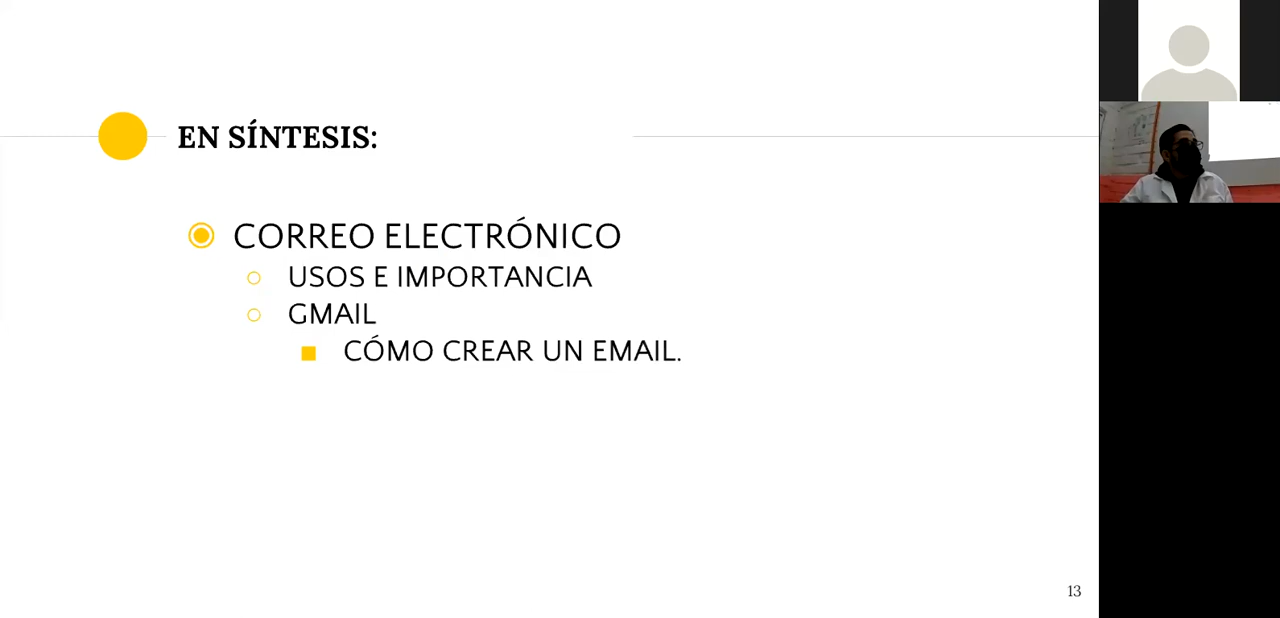 EN SÍNTESIS:
CORREO ELECTRÓNICO
USOS E IMPORTANCIA
GMAIL
CÓMO CREAR UN EMAIL.
13